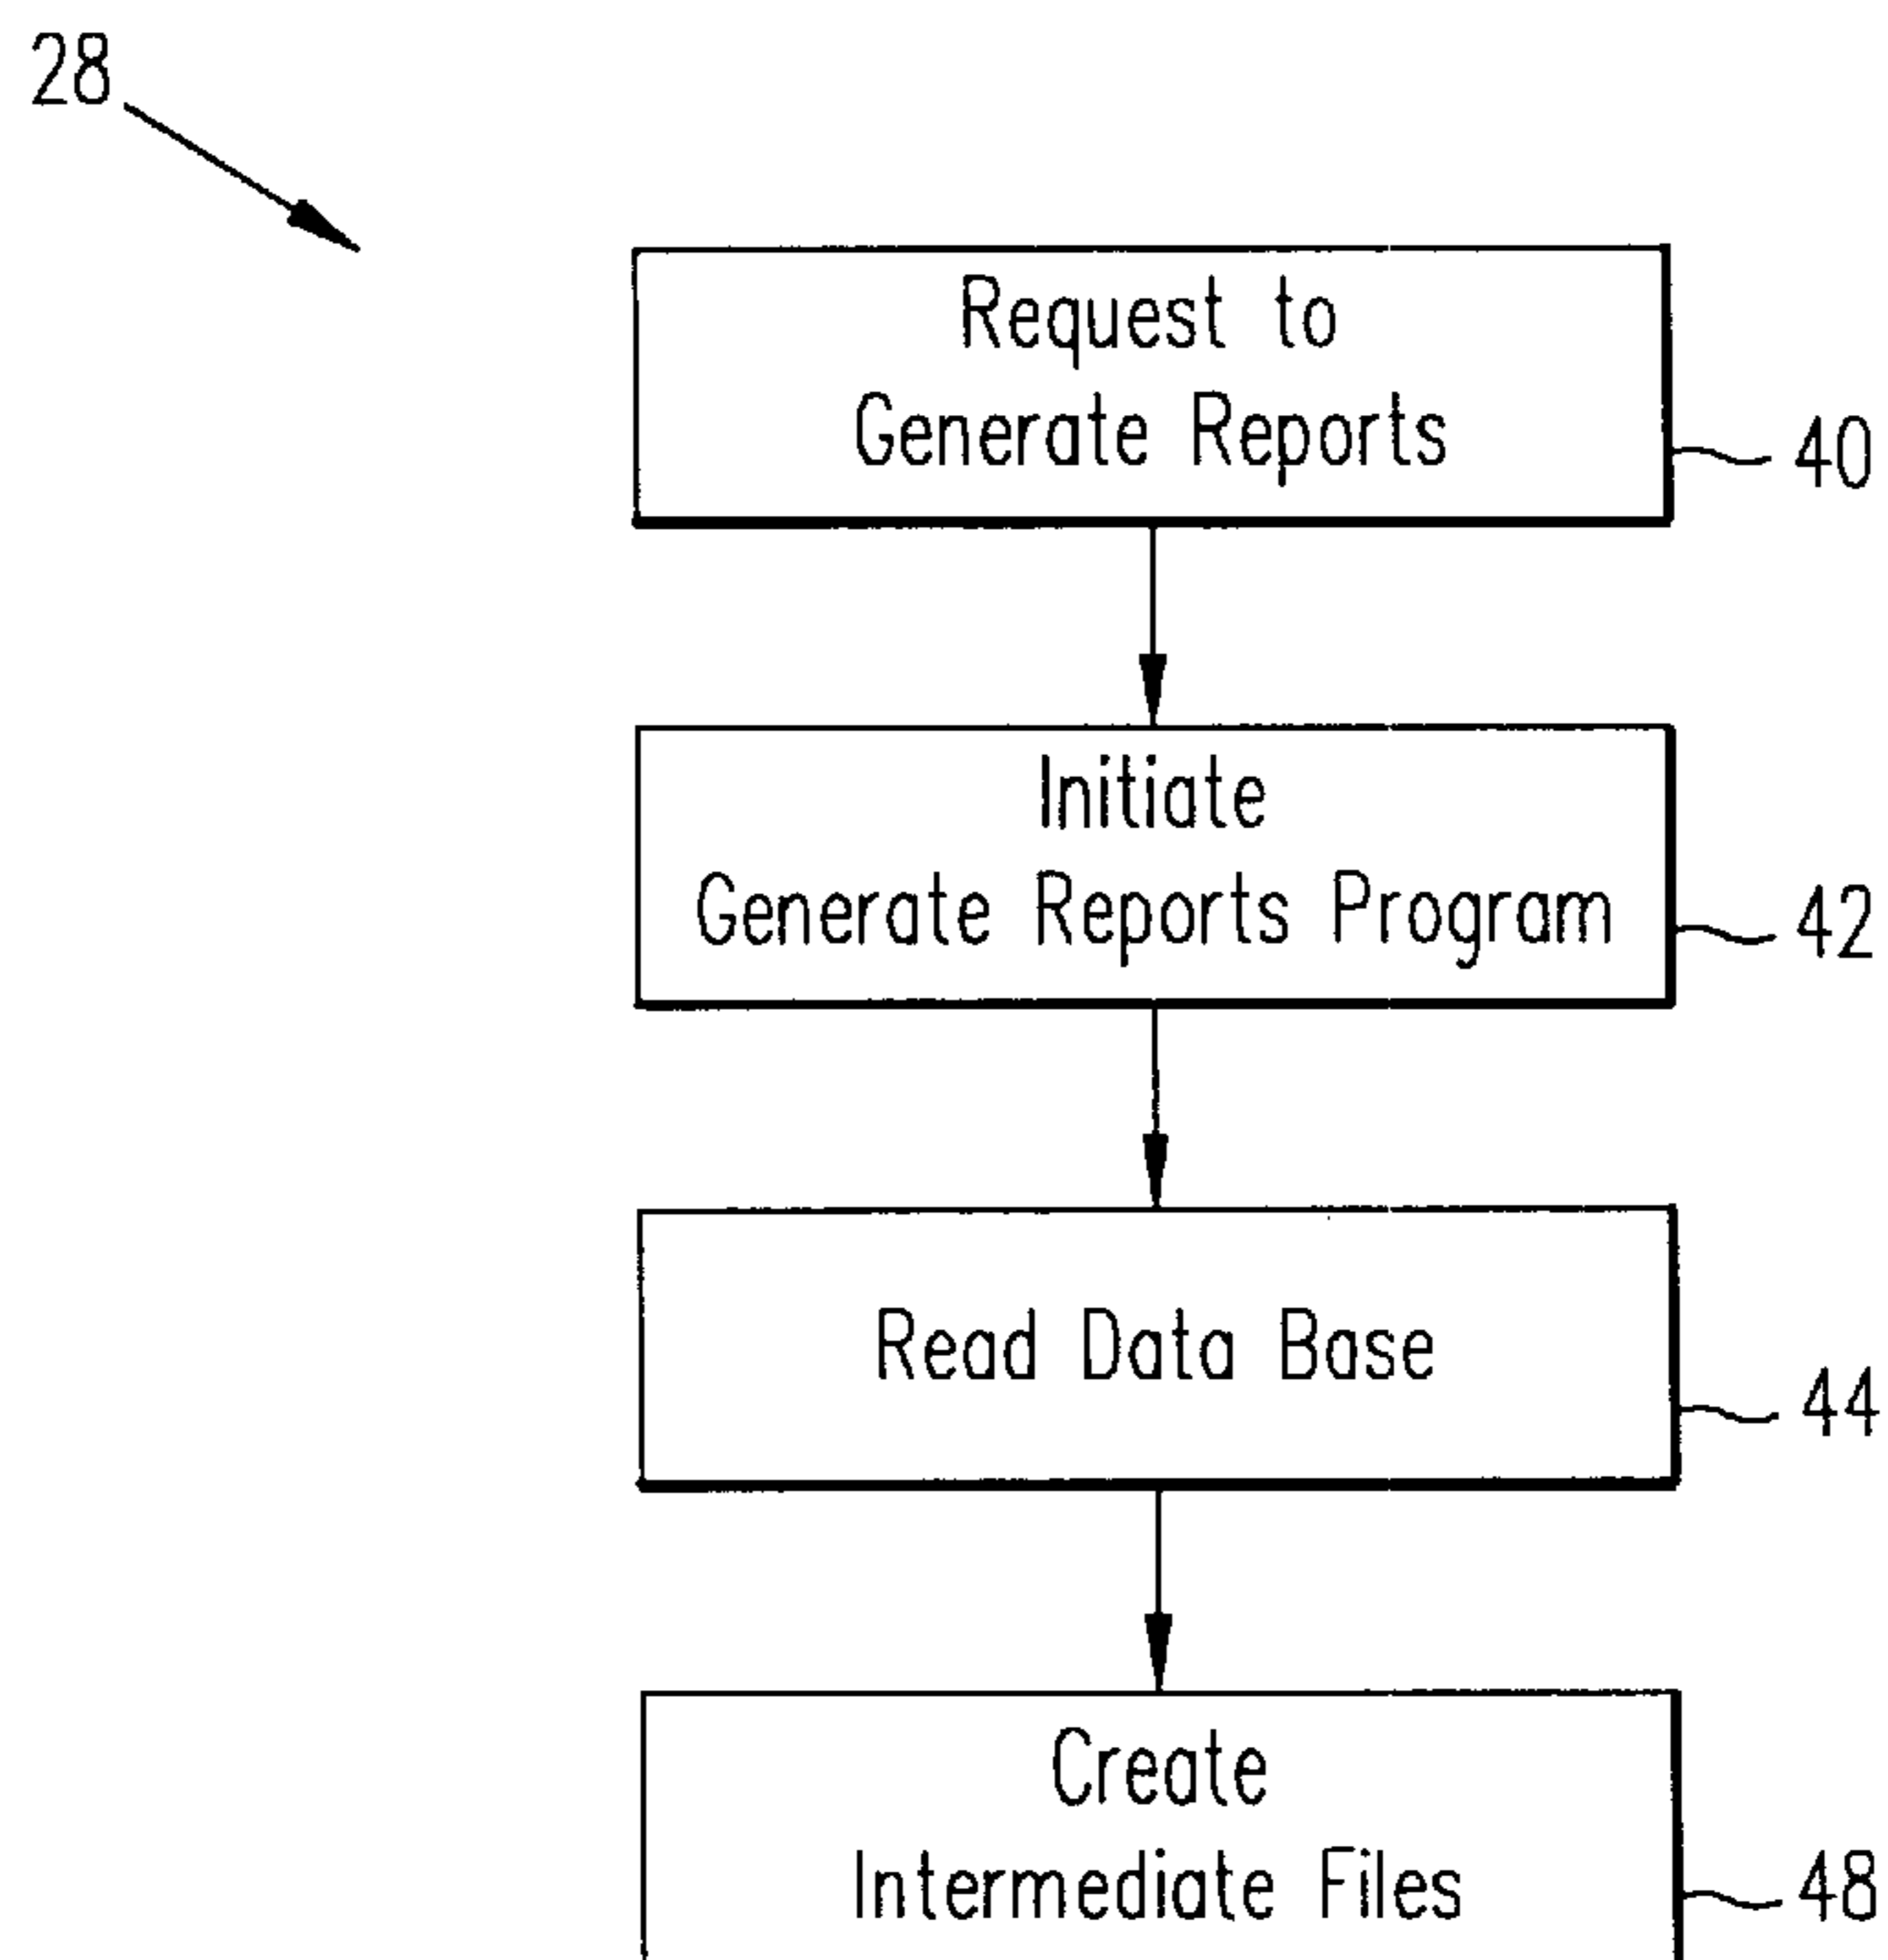 28
Request to
Generate Reports
40
Initiate
Generate Reports Program
42
Read Data Base
44
Create
Intermediate Files
48